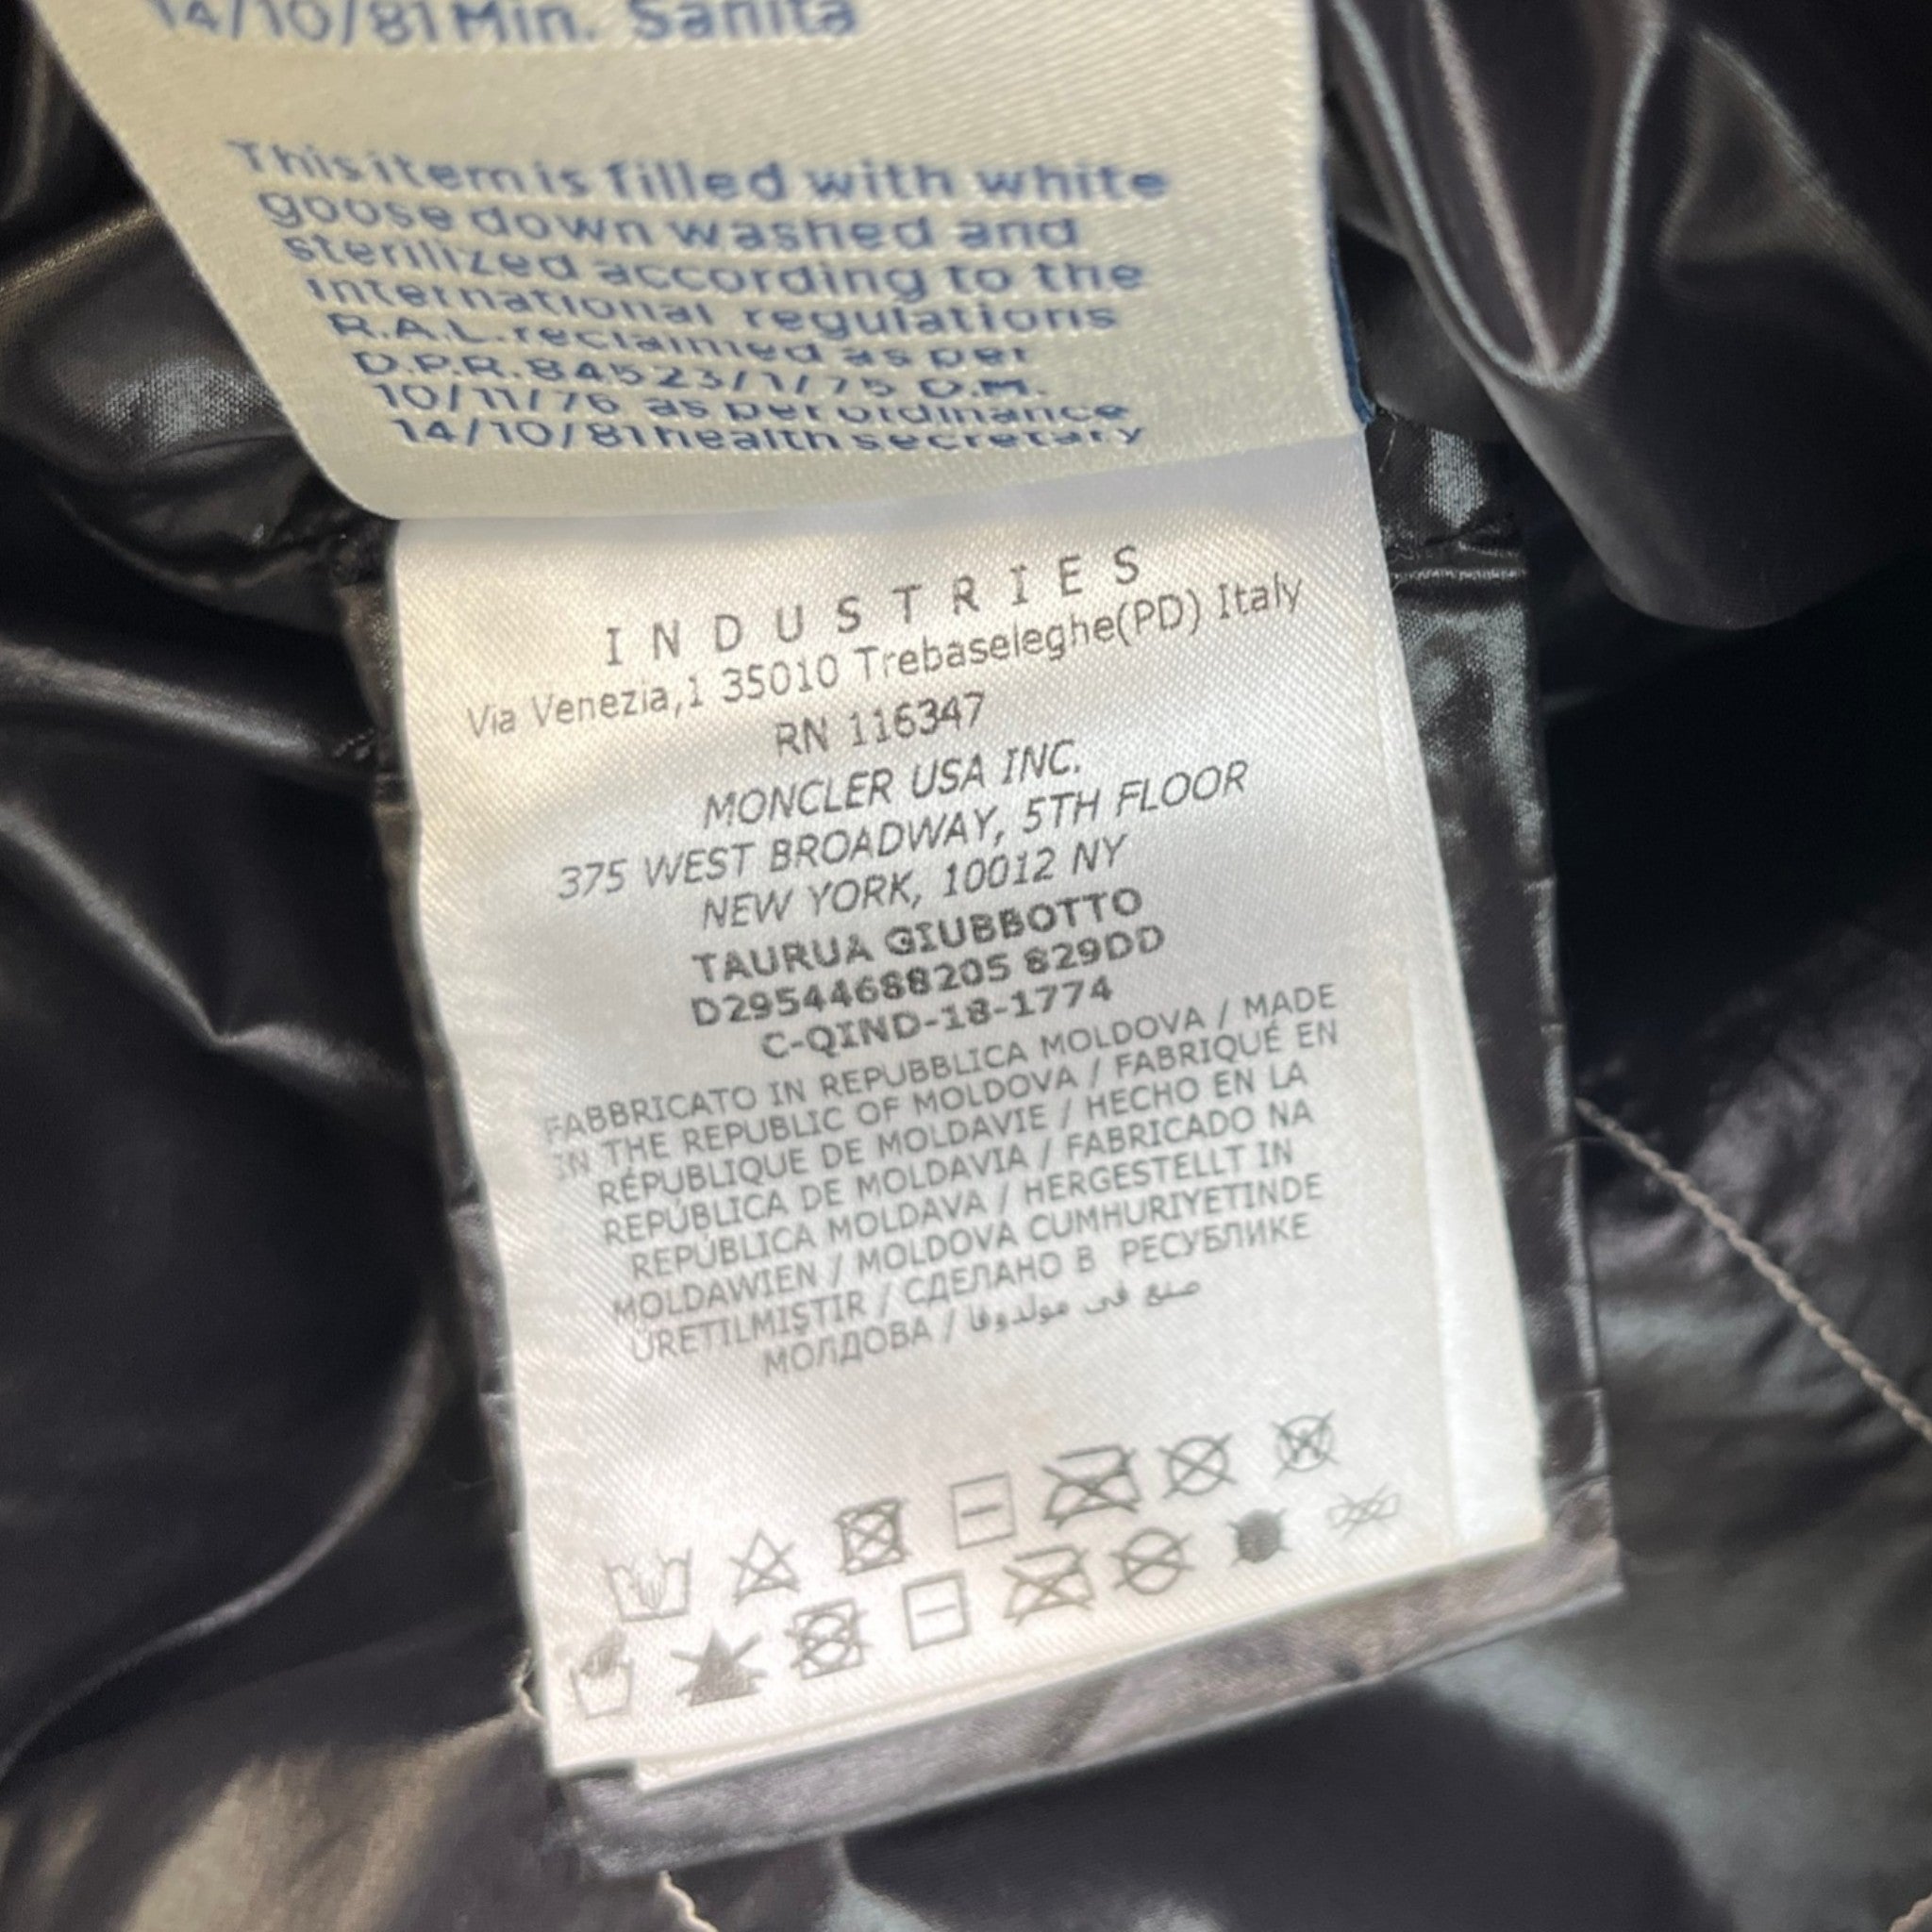 14/10/81 Min. Sanita
This item is filled with white
goose down washed and
sterilized according to the
international regulations
R.A.L. reclaimed as per
D.P.R. 845 23/1/75 D.M.
10/11/76 as per ordinance
14/10/81 health secretary
INDUSTRIES
Via Venezia,1 35010 Trebaseleghe(PD) Italy
RN 116347
MONCLER USA INC.
375 WEST BROADWAY, 5TH FLOOR
NEW YORK, 10012 NY
TAURUA GIUBBOTTO
D29544688205 829DD
C-QIND-18-1774
FABBRICATO IN REPUBBLICA MOLDOVA / MADE
IN THE REPUBLIC OF MOLDOVA / FABRIQUÉ EN
RÉPUBLIQUE DE MOLDAVIE / HECHO EN LA
REPÚBLICA DE MOLDAVIA / FABRICADO NA
REPÚBLICA MOLDAVA / HERGESTELLT IN
MOLDAWIEN / MOLDOVA CUMHURIYETINDE
ÜRETILMIŞTIR / СДЕЛАНО В РЕСУБЛИКЕ
МОЛДОВА / صنع في مولدوفا